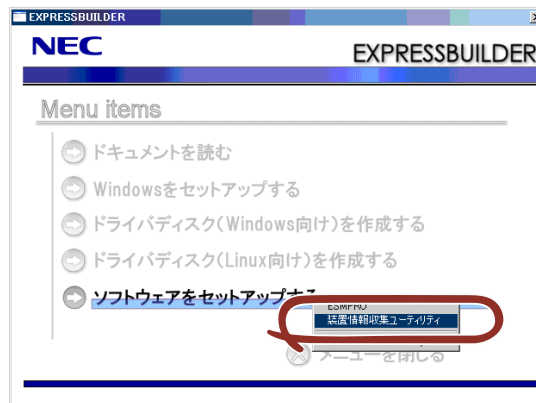 EXPRESSBUILDER
NEC
EXPRESSBUILDER
Menu items
ドキュメントを読む
Windowsをセットアップする
ドライバディスク(Windows向け)を作成する
ドライバディスク(Linux向け)を作成する
ソフトウェアをセットアップする
ESMPRO
装置情報収集ユーティリティ
メニューを閉じる